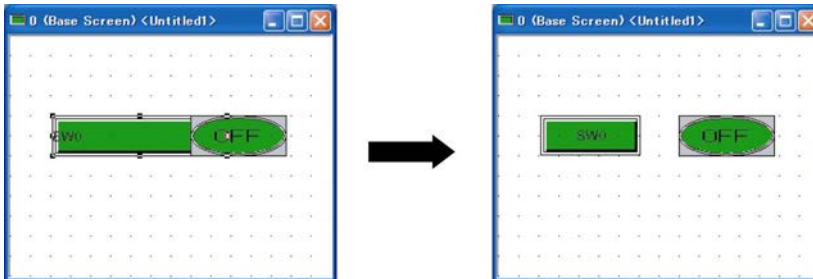 0 (Base Screen) <Untitled1>
SW0
OFF
0 (Base Screen) <Untitled1>
SW0
OFF